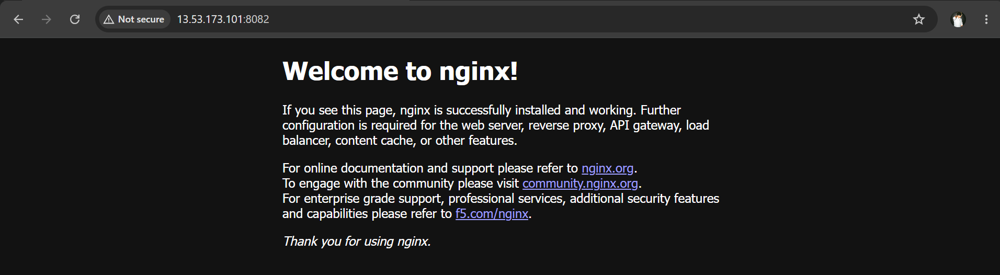 Not secure
13.53.173.101:8082
Welcome to nginx!
If you see this page, nginx is successfully installed and working. Further
configuration is required for the web server, reverse proxy, API gateway, load
balancer, content cache, or other features.
For online documentation and support please refer to nginx.org.
To engage with the community please visit community.nginx.org.
For enterprise grade support, professional services, additional security features
and capabilities please refer to f5.com/nginx.
Thank you for using nginx.